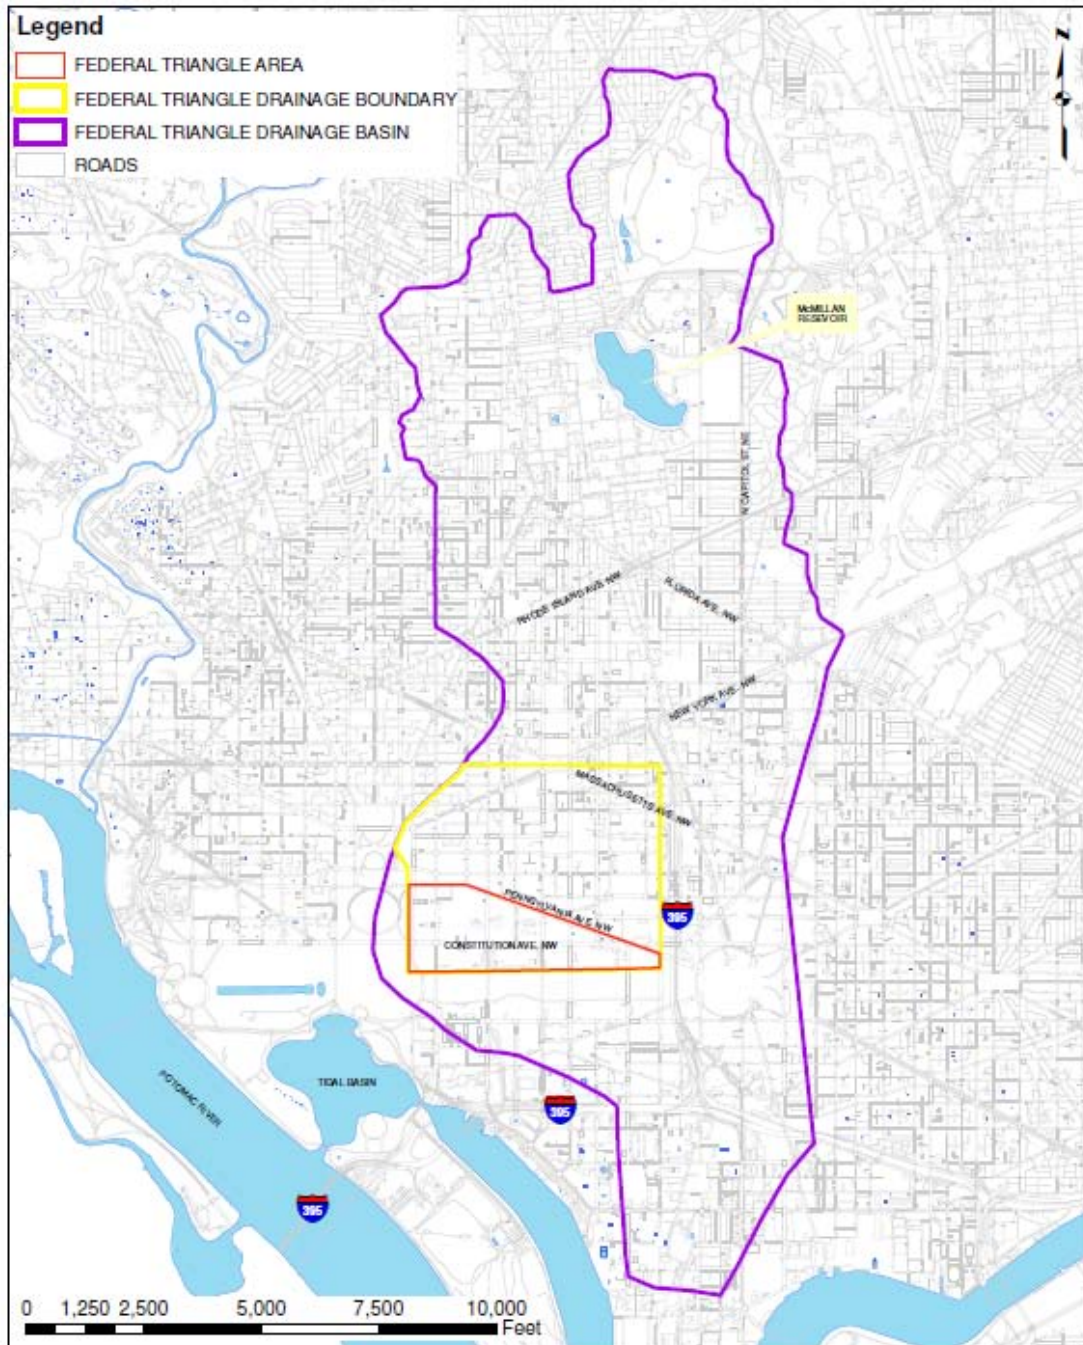 Legend
FEDERAL TRIANGLE AREA
FEDERAL TRIANGLE DRAINAGE BOUNDARY
FEDERAL TRIANGLE DRAINAGE BASIN
ROADS
Z
McMILLAN
RESEVOIR
N CAPITOL ST, NE
RHODE ISLAND AVE, NW
FLORIDA AVE, NW
NEW YORK AVE, NW
MASSACHUSETTS AVE, NW
PENNSYLVANIA AVE, NW
395
CONSTITUTION AVE, NW
TIDAL BASIN
POTOMAC RIVER
395
395
0 1,250 2,500 5,000 7,500 10,000
Feet